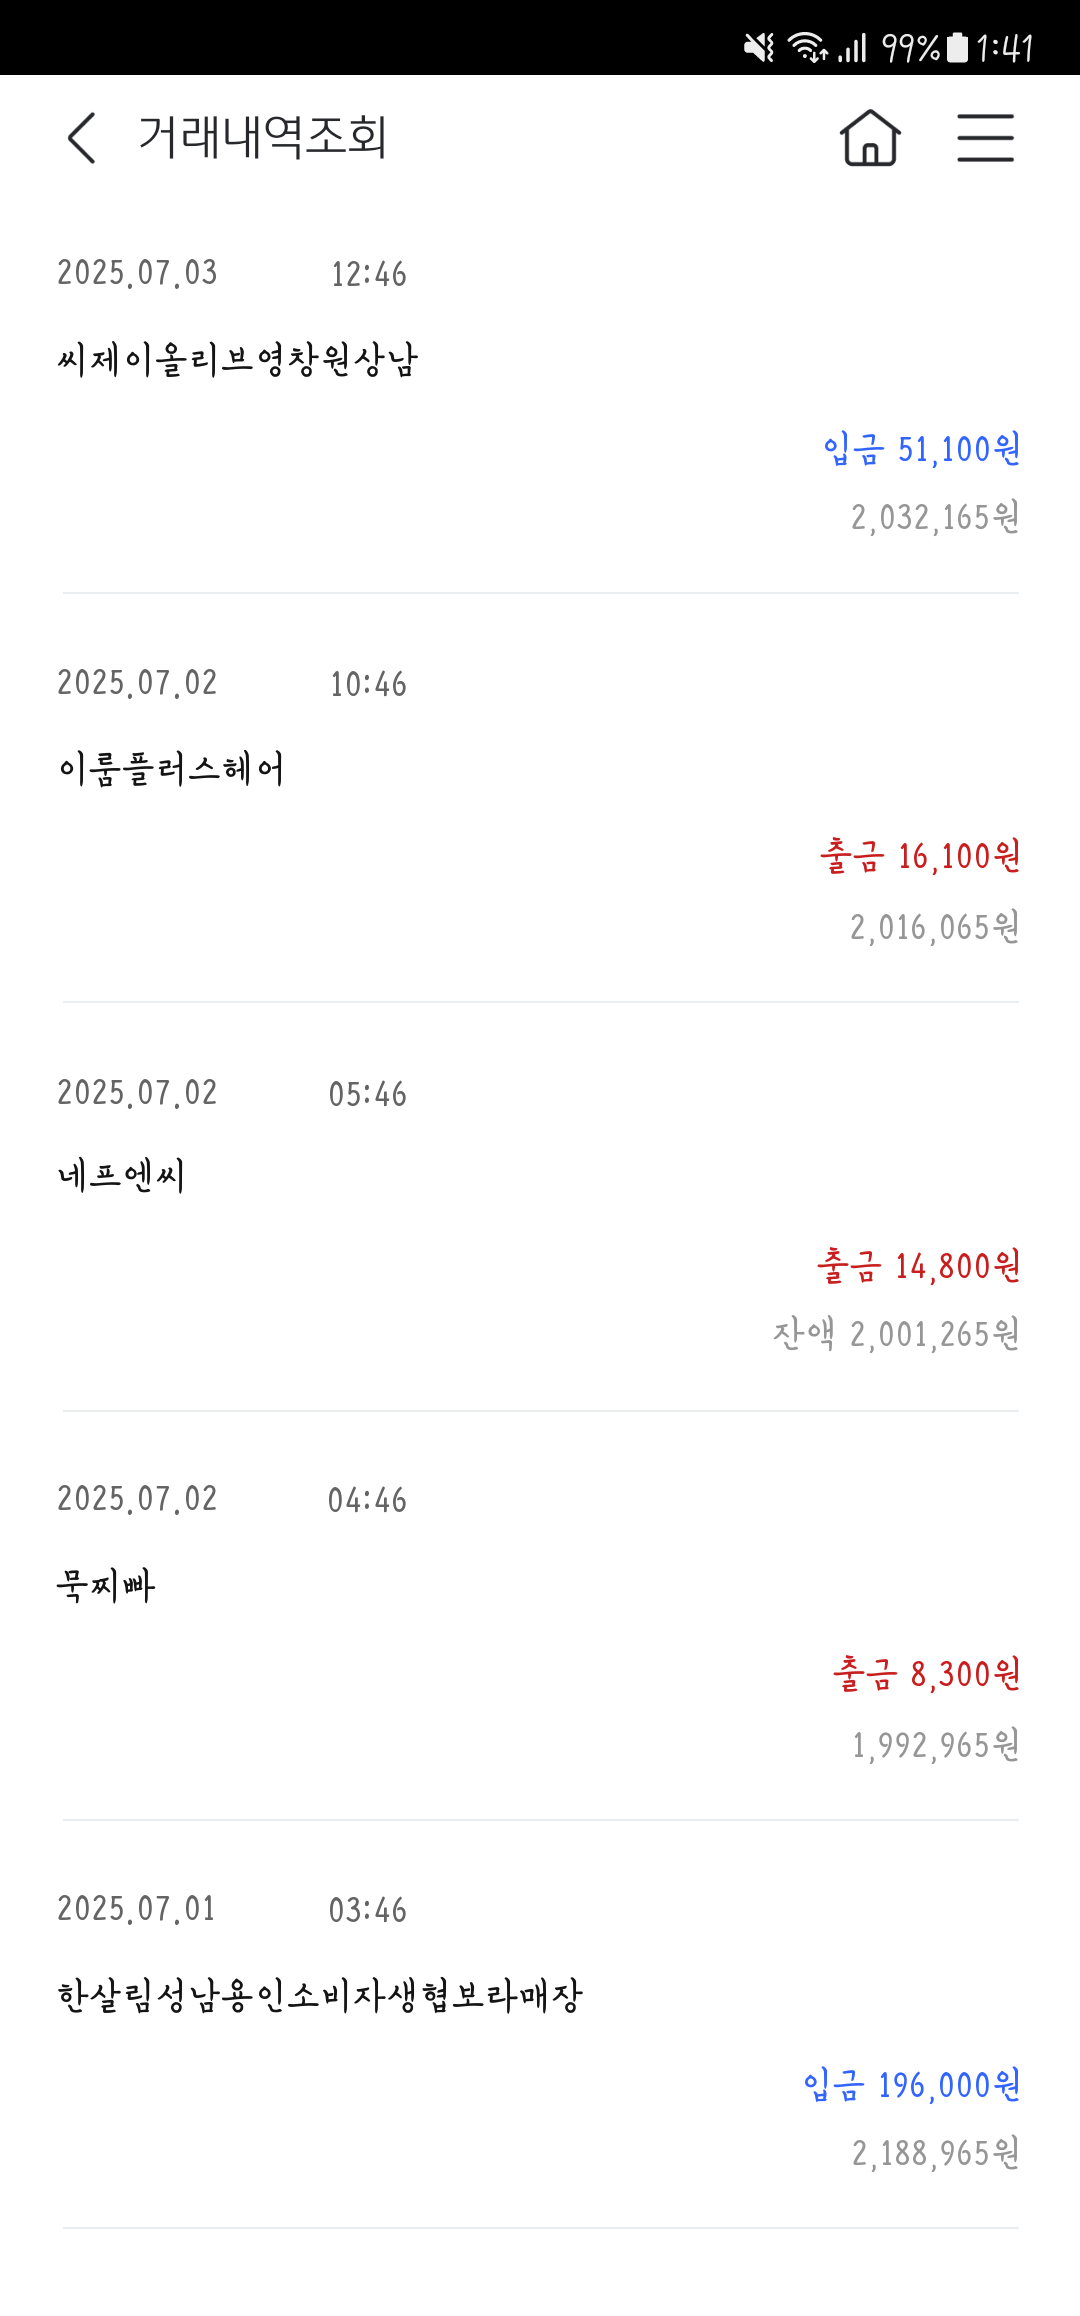 99% 1:41
거래내역조회
2025.07.03 12:46
씨제이올리브영창원상남
입금 51,100원
2,032,165원
2025.07.02 10:46
이룸플러스헤어
출금 16,100원
2,016,065원
2025.07.02 05:46
네프엔씨
출금 14,800원
잔액 2,001,265원
2025.07.02 04:46
묵찌빠
출금 8,300원
1,992,965원
2025.07.01 03:46
한살림성남용인소비자생협보라매장
입금 196,000원
2,188,965원